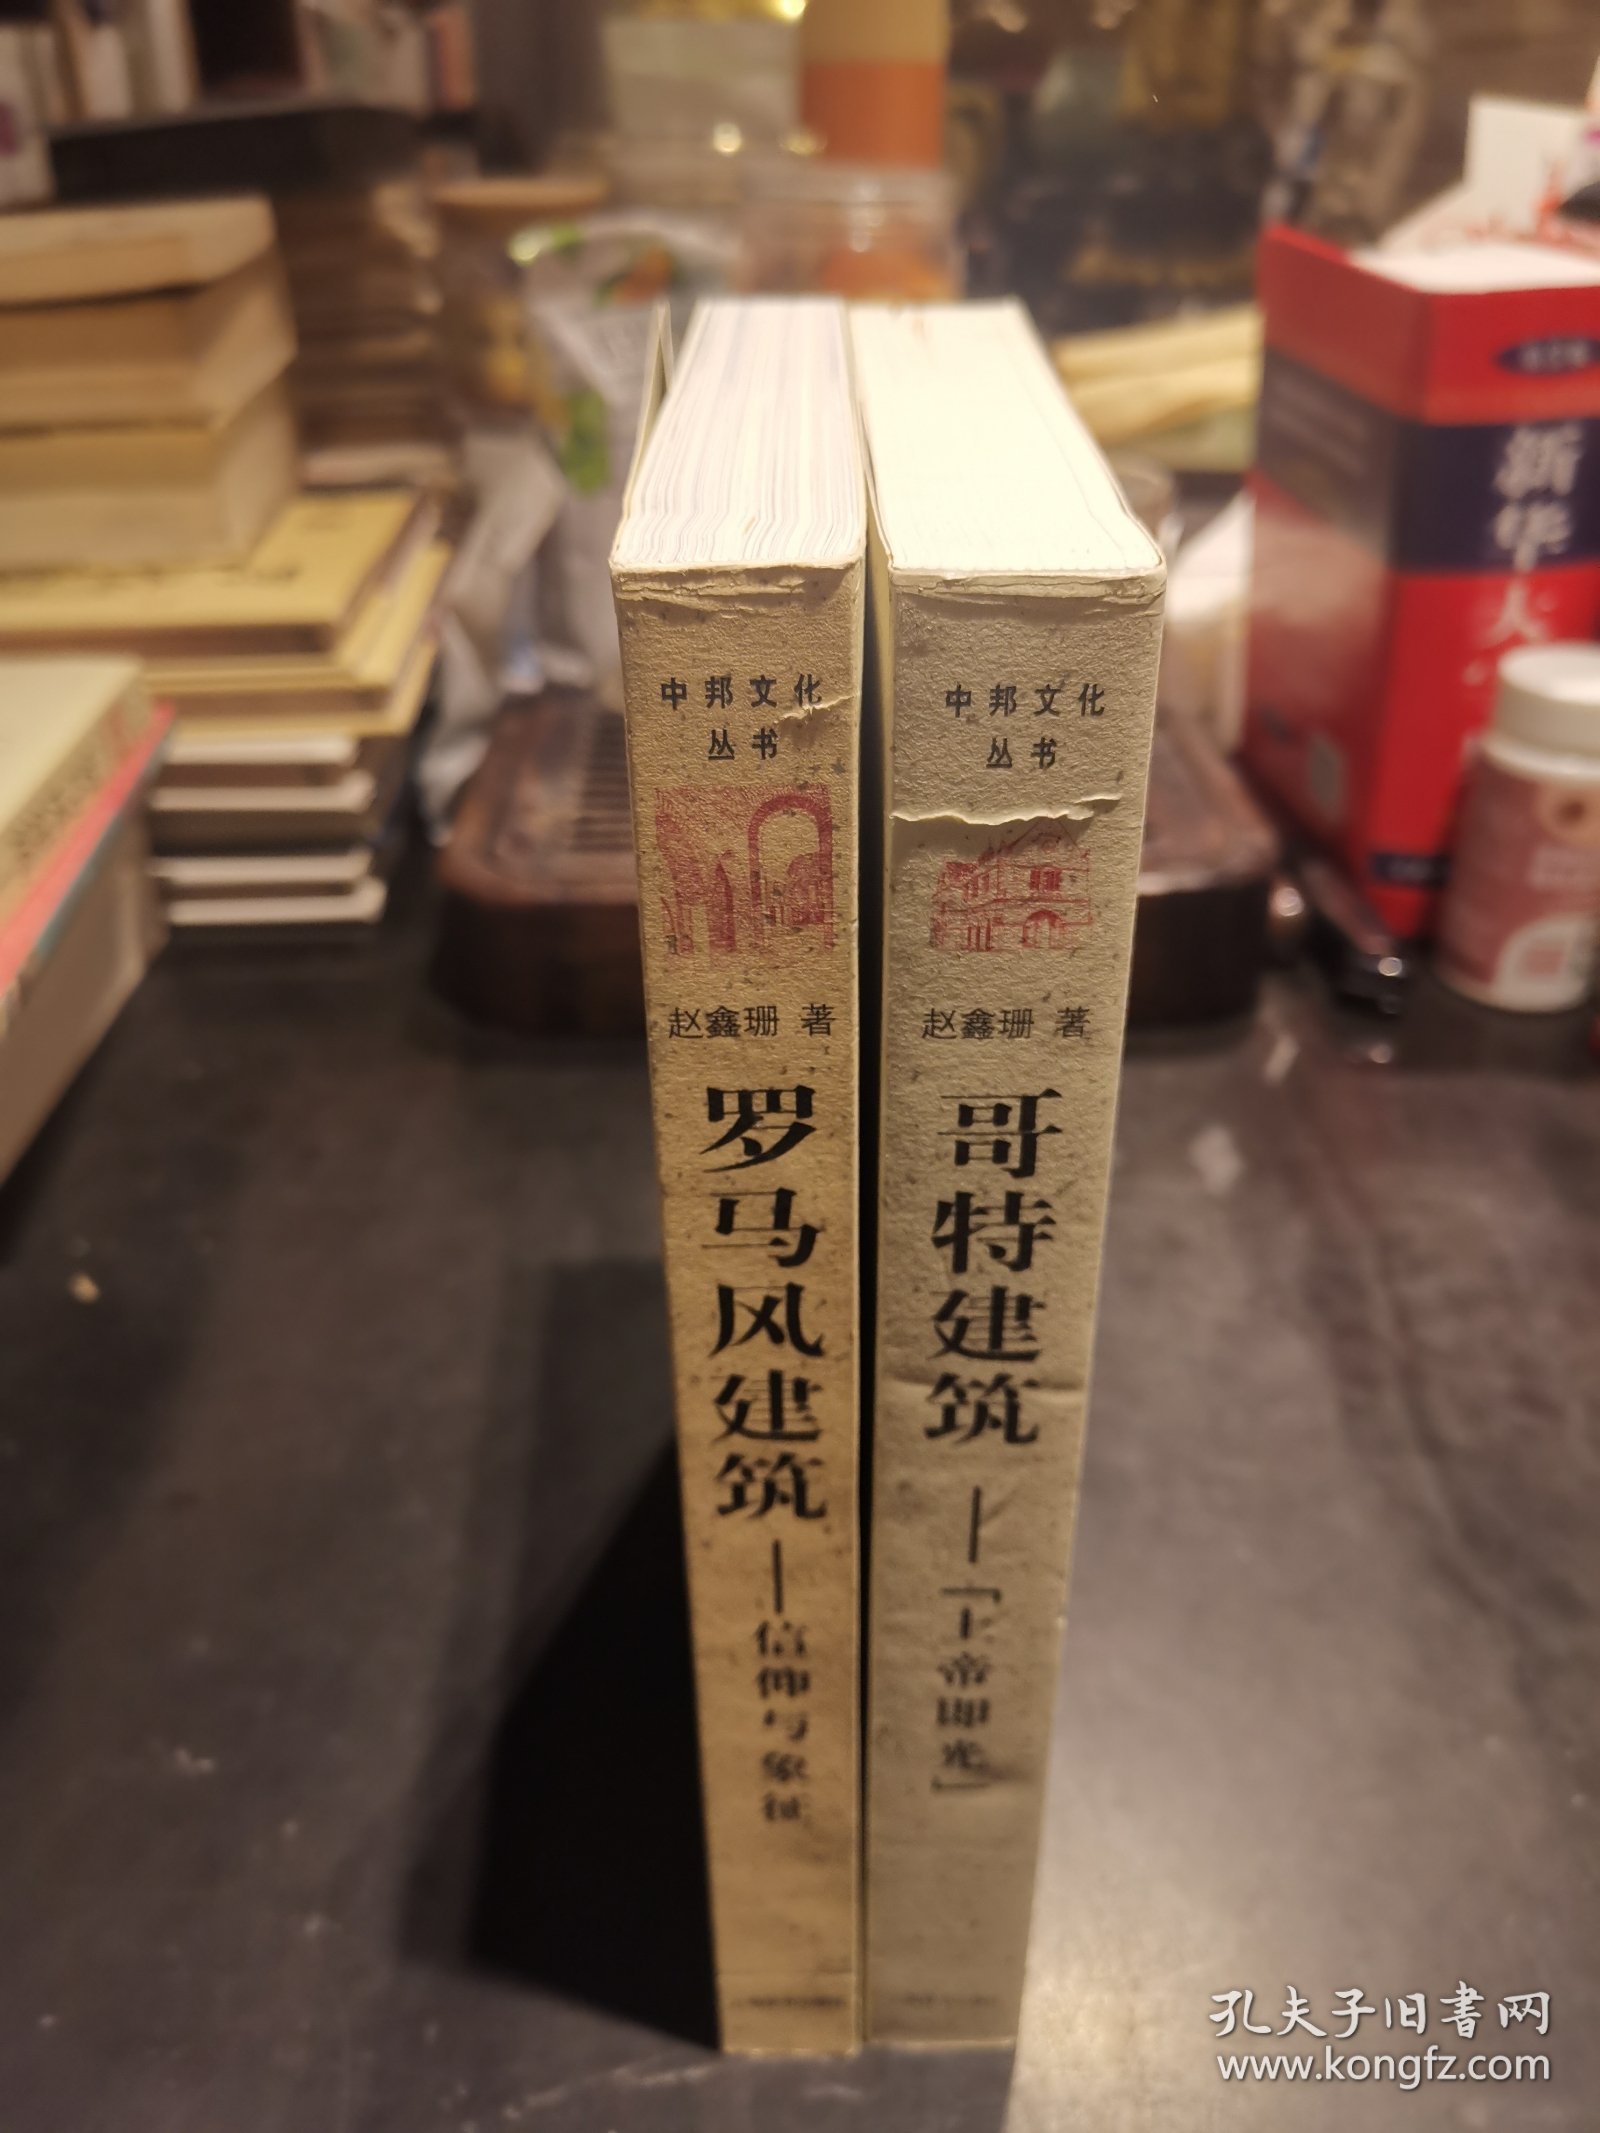 中邦文化
丛书
赵鑫珊 著
罗马风建筑
—信仰与象征
中邦文化
丛书
赵鑫珊 著
哥特建筑
—「上帝即光」
新华大
孔夫子旧書网
www.kongfz.com